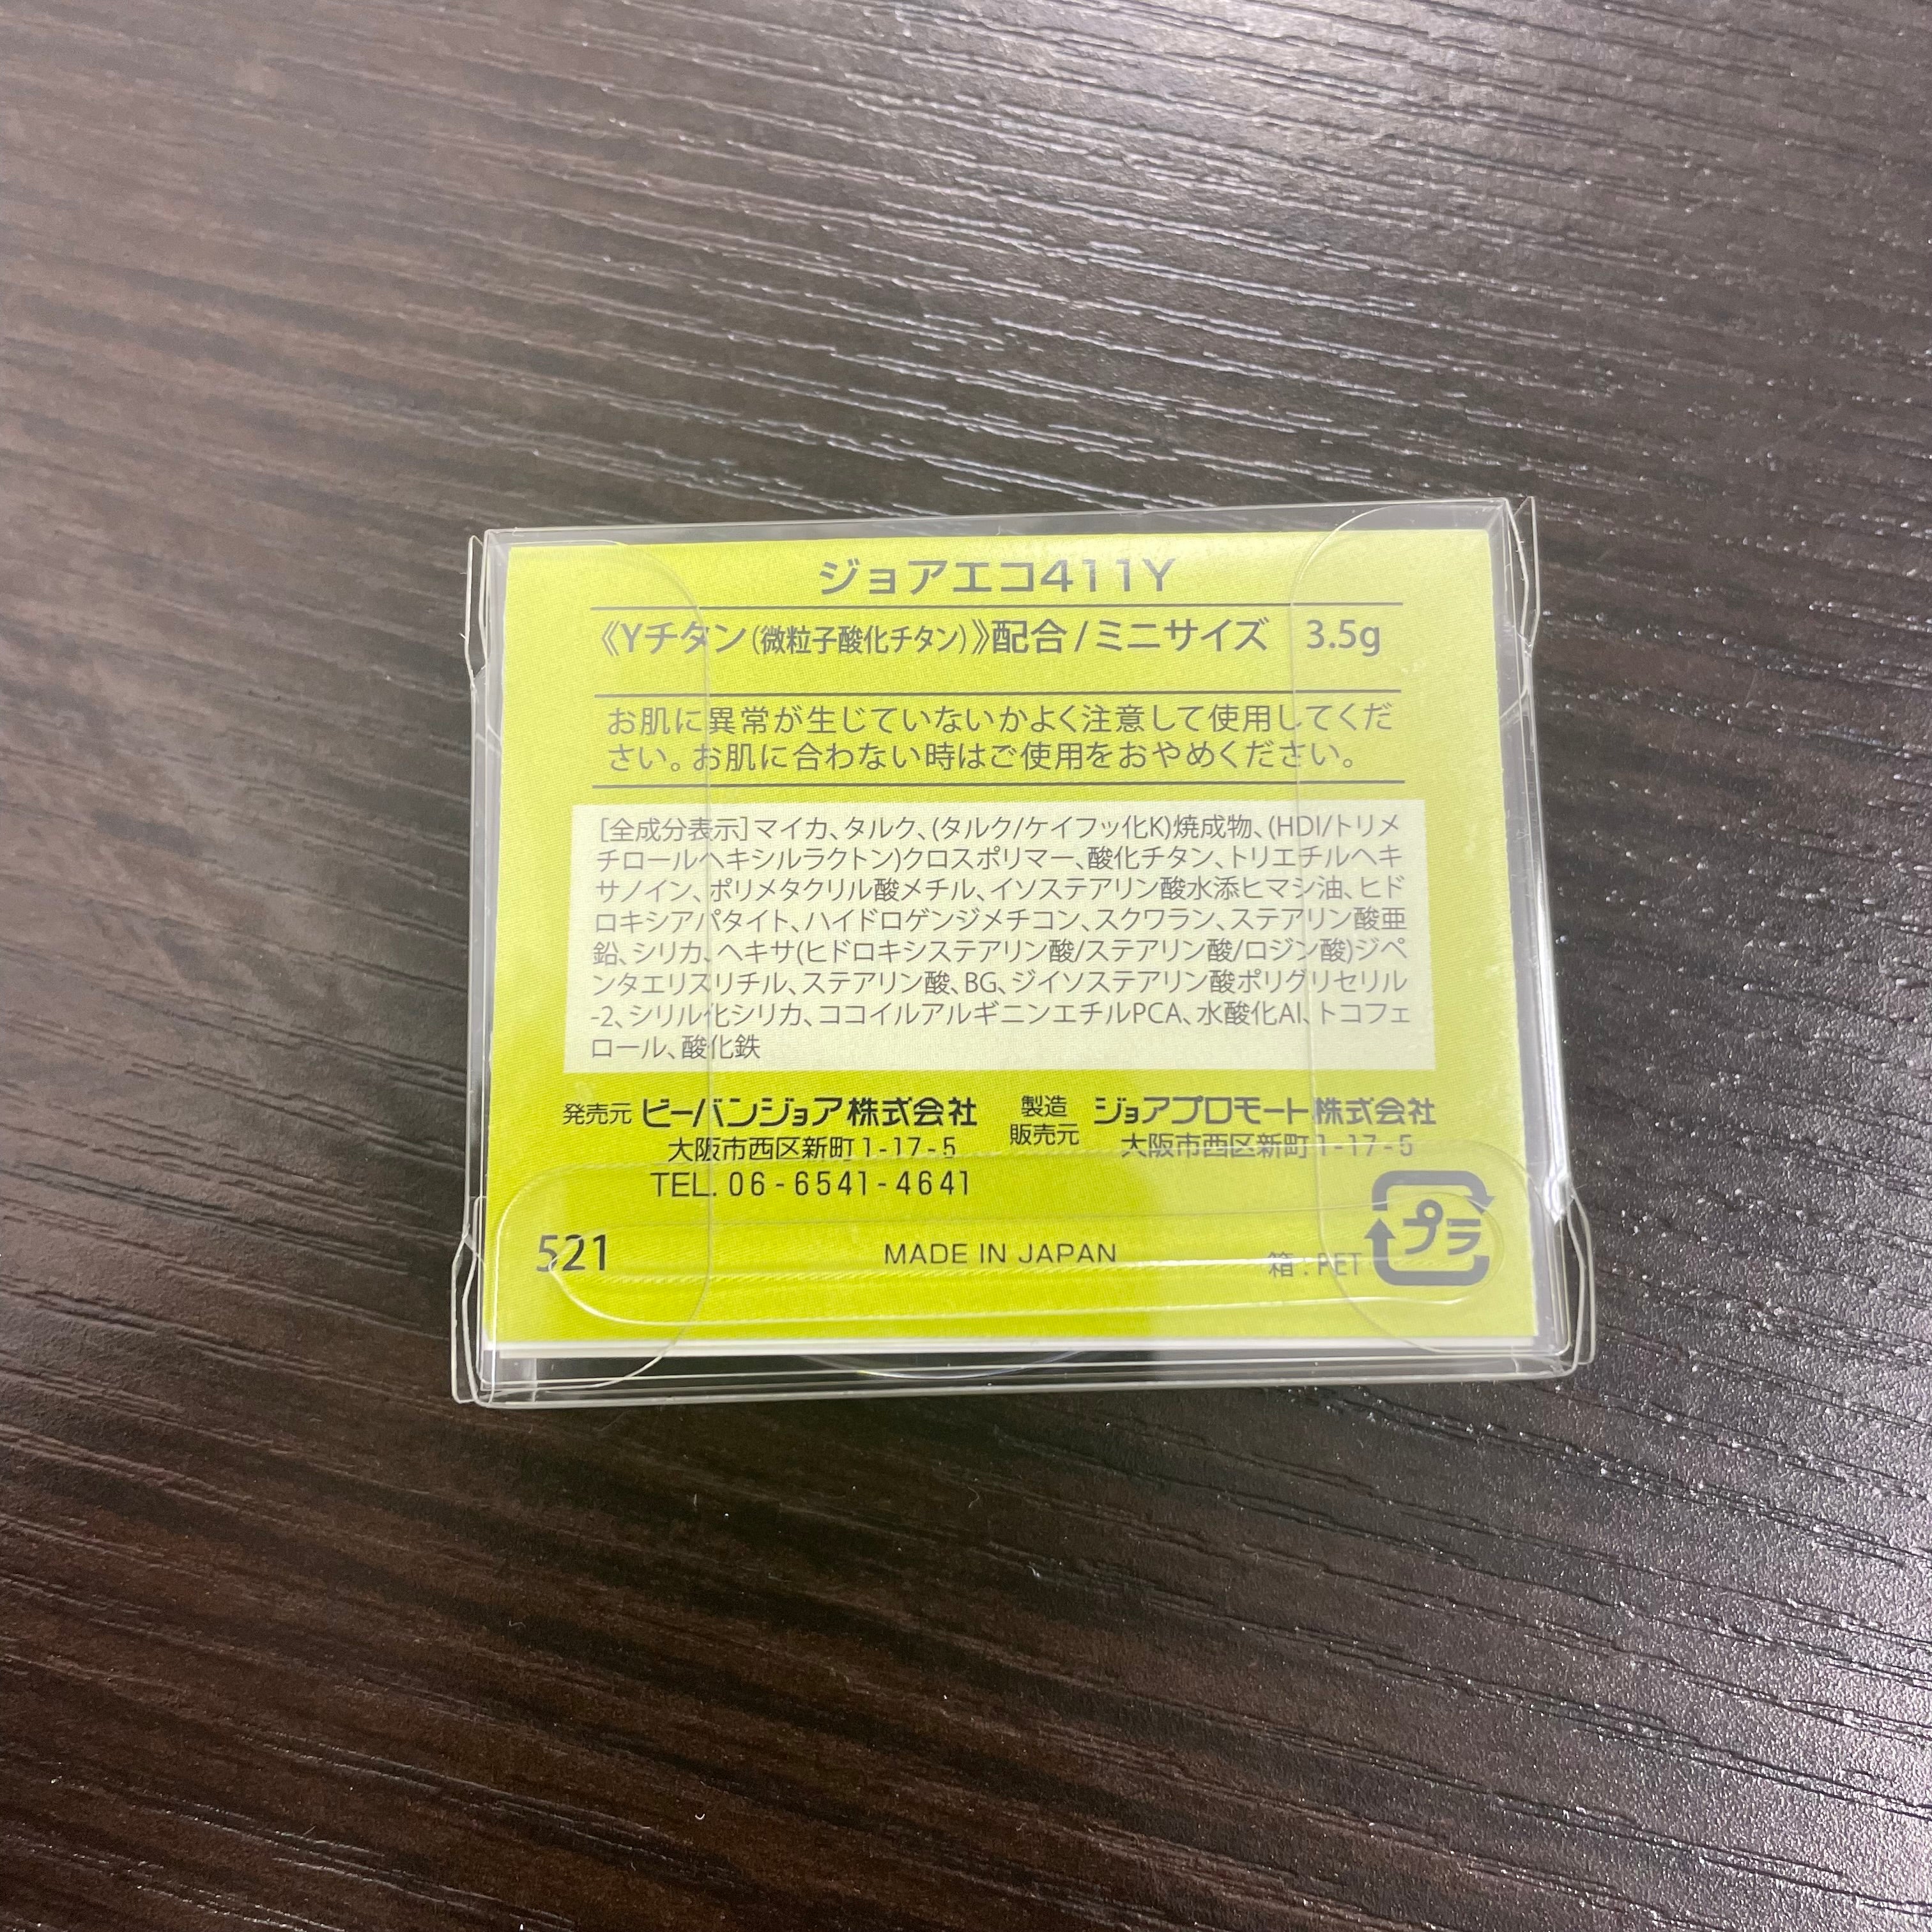 ジョアエコ411Y
《Yチタン(微粒子酸化チタン)》配合/ミニサイズ 3.5g
お肌に異常が生じていないかよく注意して使用してくだ
さい。お肌に合わない時はご使用をおやめください。
[全成分表示]マイカ、タルク、(タルク/ケイフッ化K)焼成物、(HDI/トリメ
チロールヘキシルラクトン)クロスポリマー、酸化チタン、トリエチルヘキ
サノイン、ポリメタクリル酸メチル、イソステアリン酸水添ヒマシ油、ヒド
ロキシアパタイト、ハイドロゲンジメチコン、スクワラン、ステアリン酸亜
鉛、シリカ、ヘキサ(ヒドロキシステアリン酸/ステアリン酸/ロジン酸)ジペ
ンタエリスリチル、ステアリン酸、BG、ジイソステアリン酸ポリグリセリル
-2、シリル化シリカ、ココイルアルギニンエチルPCA、水酸化Al、トコフェ
ロール、酸化鉄
発売元 ビーバンジョア株式会社
大阪市西区新町1-17-5
TEL. 06-6541-4641
製造
販売元 ジョアプロモート株式会社
大阪市西区新町1-17-5
521
MADE IN JAPAN
箱：PET
プラ